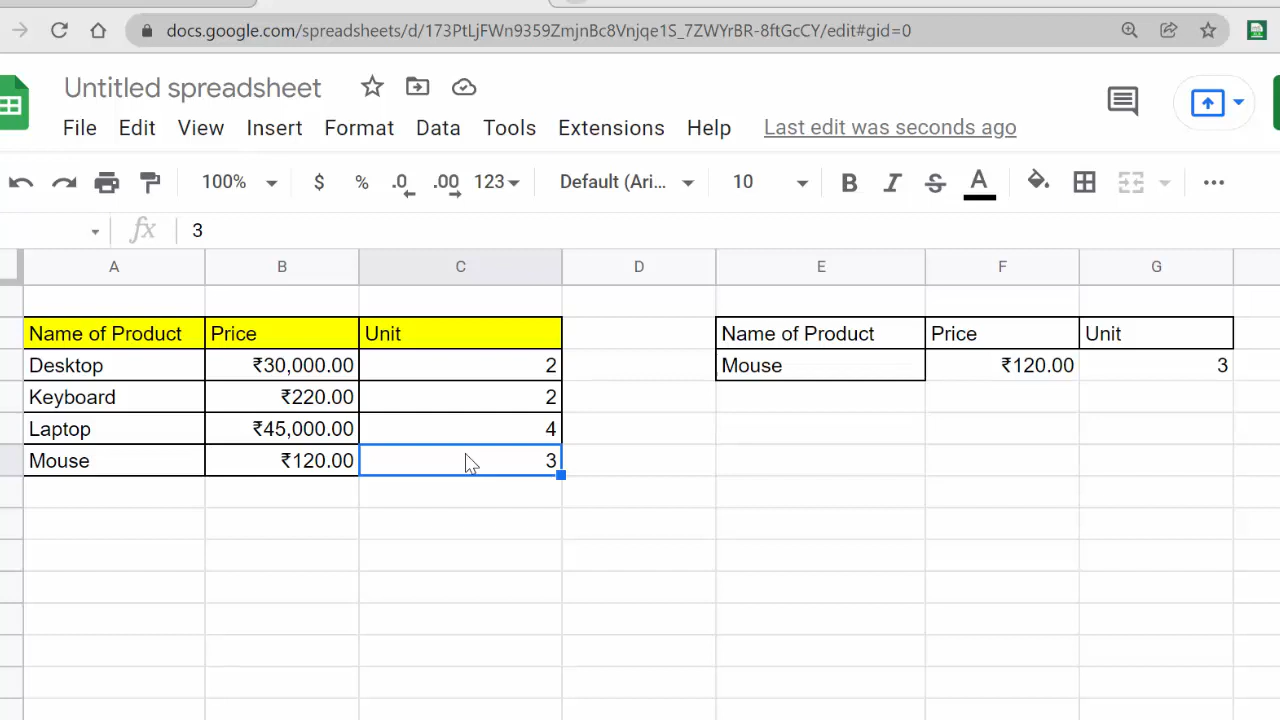 docs.google.com/spreadsheets/d/173PtLjFWn9359ZmjnBc8Vnjqe1S_7ZWYrBR-8ftGcCY/edit#gid=0
Untitled spreadsheet
File Edit View Insert Format Data Tools Extensions Help Last edit was seconds ago
100% $ % .0 .00 123 Default (Ari... 10 B I S A ...
fx 3
A B C D E F G
Name of Product Price Unit Name of Product Price Unit
Desktop ₹30,000.00 2 Mouse ₹120.00 3
Keyboard ₹220.00 2
Laptop ₹45,000.00 4
Mouse ₹120.00 3